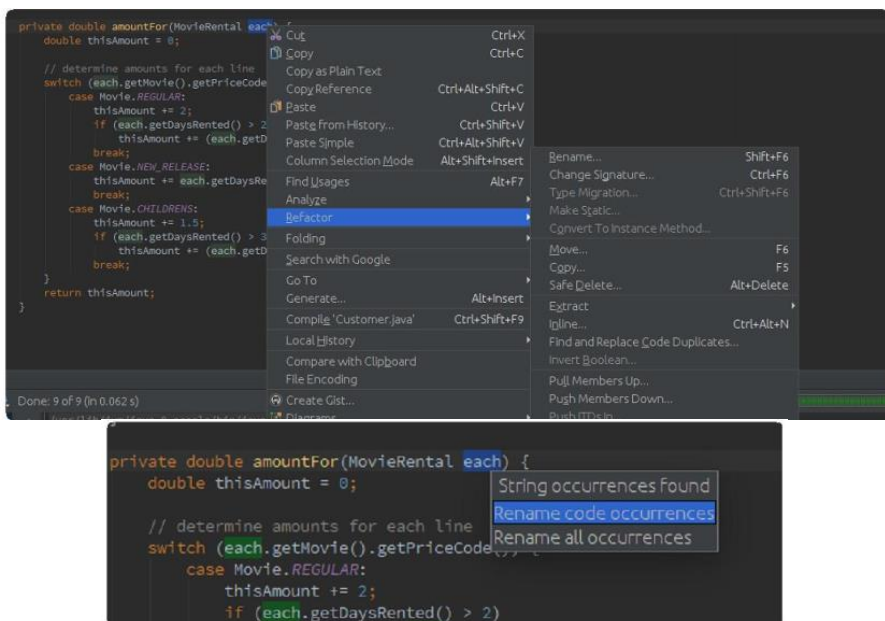 private double amountFor(MovieRental each) {
double thisAmount = 0;
// determine amounts for each line
switch (each.getMovie().getPriceCode
case Movie.REGULAR:
thisAmount += 2;
if (each.getDaysRented() > 2
thisAmount += (each.getD
break;
case Movie.NEW_RELEASE:
thisAmount += each.getDaysRe
break;
case Movie.CHILDRENS:
thisAmount += 1.5;
if (each.getDaysRented() > 3
thisAmount += (each.getD
break;
}
return thisAmount;
}
Done: 9 of 9 (in 0.062 s)
Cut Ctrl+X
Copy Ctrl+C
Copy as Plain Text
Copy Reference Ctrl+Alt+Shift+C
Paste Ctrl+V
Paste from History... Ctrl+Shift+V
Paste Simple Ctrl+Alt+Shift+V
Column Selection Mode Alt+Shift+Insert
Find Usages Alt+F7
Analyze
Refactor
Folding
Search with Google
Go To
Generate... Alt+Insert
Compile 'Customer.java' Ctrl+Shift+F9
Local History
Compare with Clipboard
File Encoding
Create Gist...
Diagrams
Rename... Shift+F6
Change Signature... Ctrl+F6
Type Migration... Ctrl+Shift+F6
Make Static...
Convert To Instance Method...
Move... F6
Copy... F5
Safe Delete... Alt+Delete
Extract
Inline... Ctrl+Alt+N
Find and Replace Code Duplicates...
Invert Boolean...
Pull Members Up...
Push Members Down...
Push ITDs In
private double amountFor(MovieRental each) {
double thisAmount = 0;
// determine amounts for each line
switch (each.getMovie().getPriceCode()) {
case Movie.REGULAR:
thisAmount += 2;
if (each.getDaysRented() > 2)
String occurrences found
Rename code occurrences
Rename all occurrences